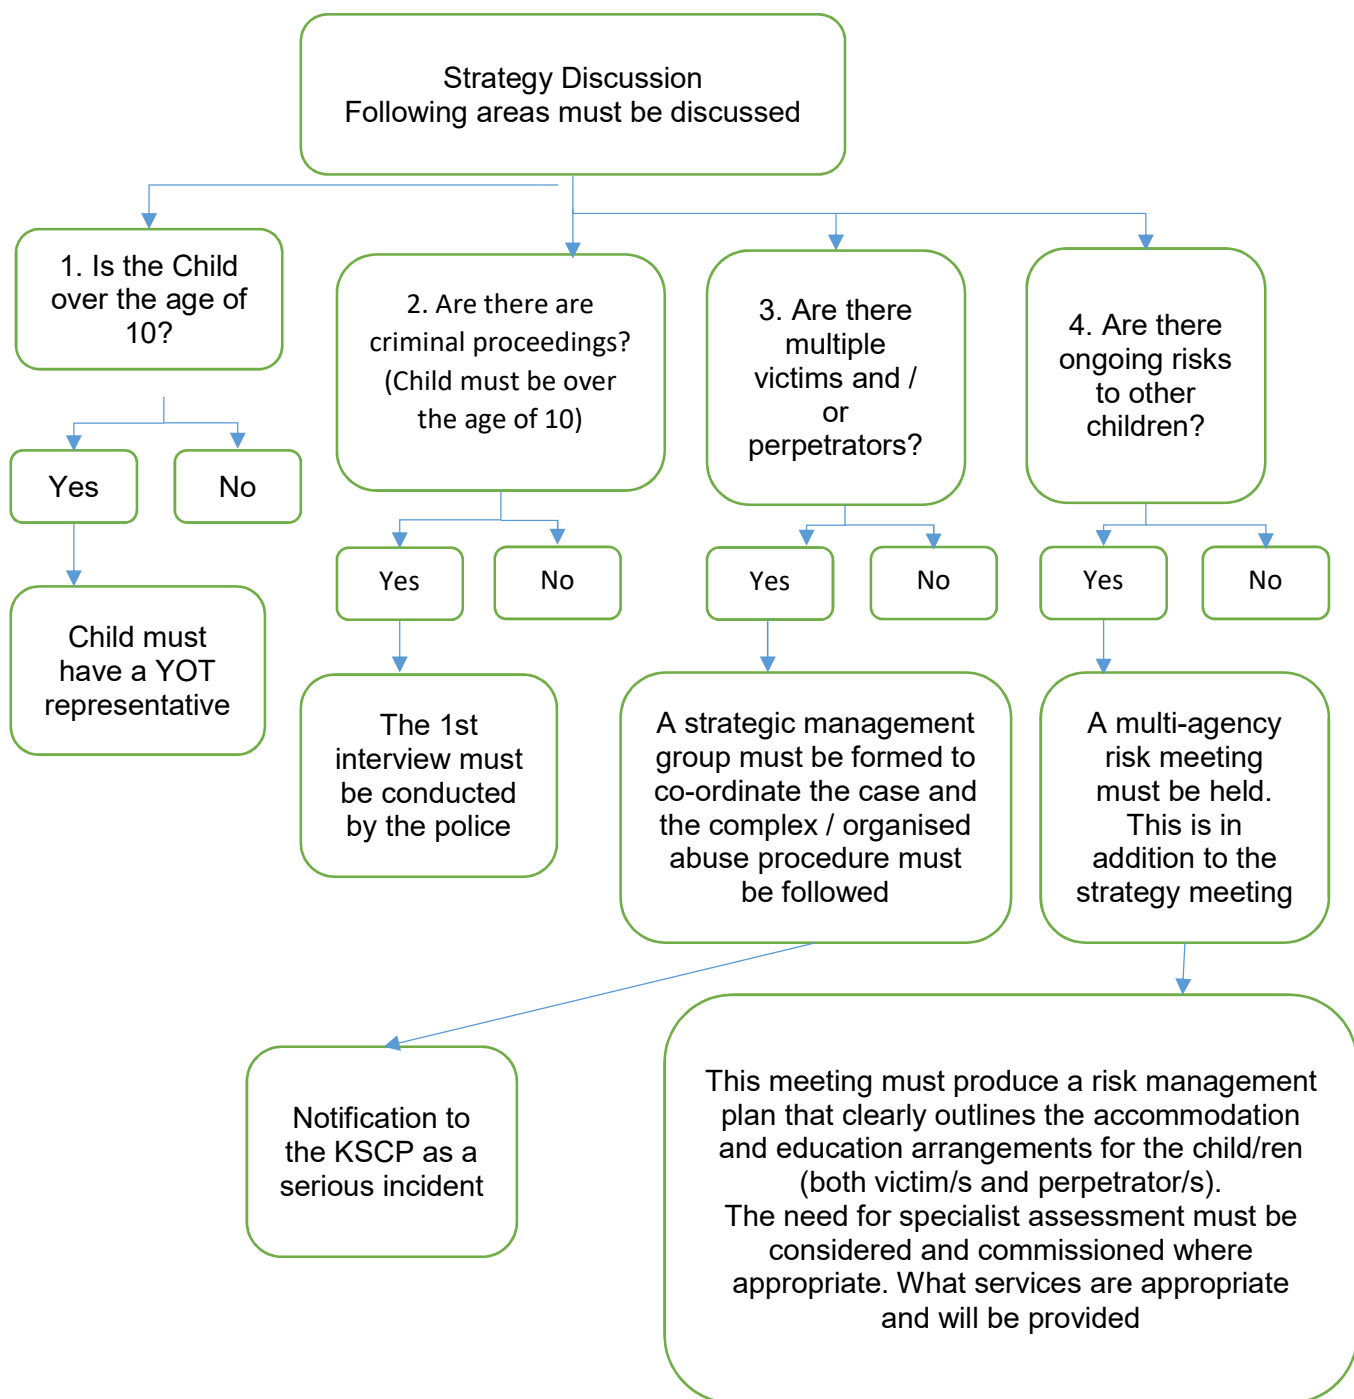 Strategy Discussion
Following areas must be discussed
1. Is the Child
over the age of
10?
2. Are there are
criminal proceedings?
(Child must be over
the age of 10)
3. Are there
multiple
victims and /
or
perpetrators?
4. Are there
ongoing risks
to other
children?
Yes
No
Yes
No
Yes
No
Yes
No
Child must
have a YOT
representative
The 1st
interview must
be conducted
by the police
A strategic management
group must be formed to
co-ordinate the case and
the complex / organised
abuse procedure must
be followed
A multi-agency
risk meeting
must be held.
This is in
addition to the
strategy meeting
Notification to
the KSCP as a
serious incident
This meeting must produce a risk management
plan that clearly outlines the accommodation
and education arrangements for the child/ren
(both victim/s and perpetrator/s).
The need for specialist assessment must be
considered and commissioned where
appropriate. What services are appropriate
and will be provided